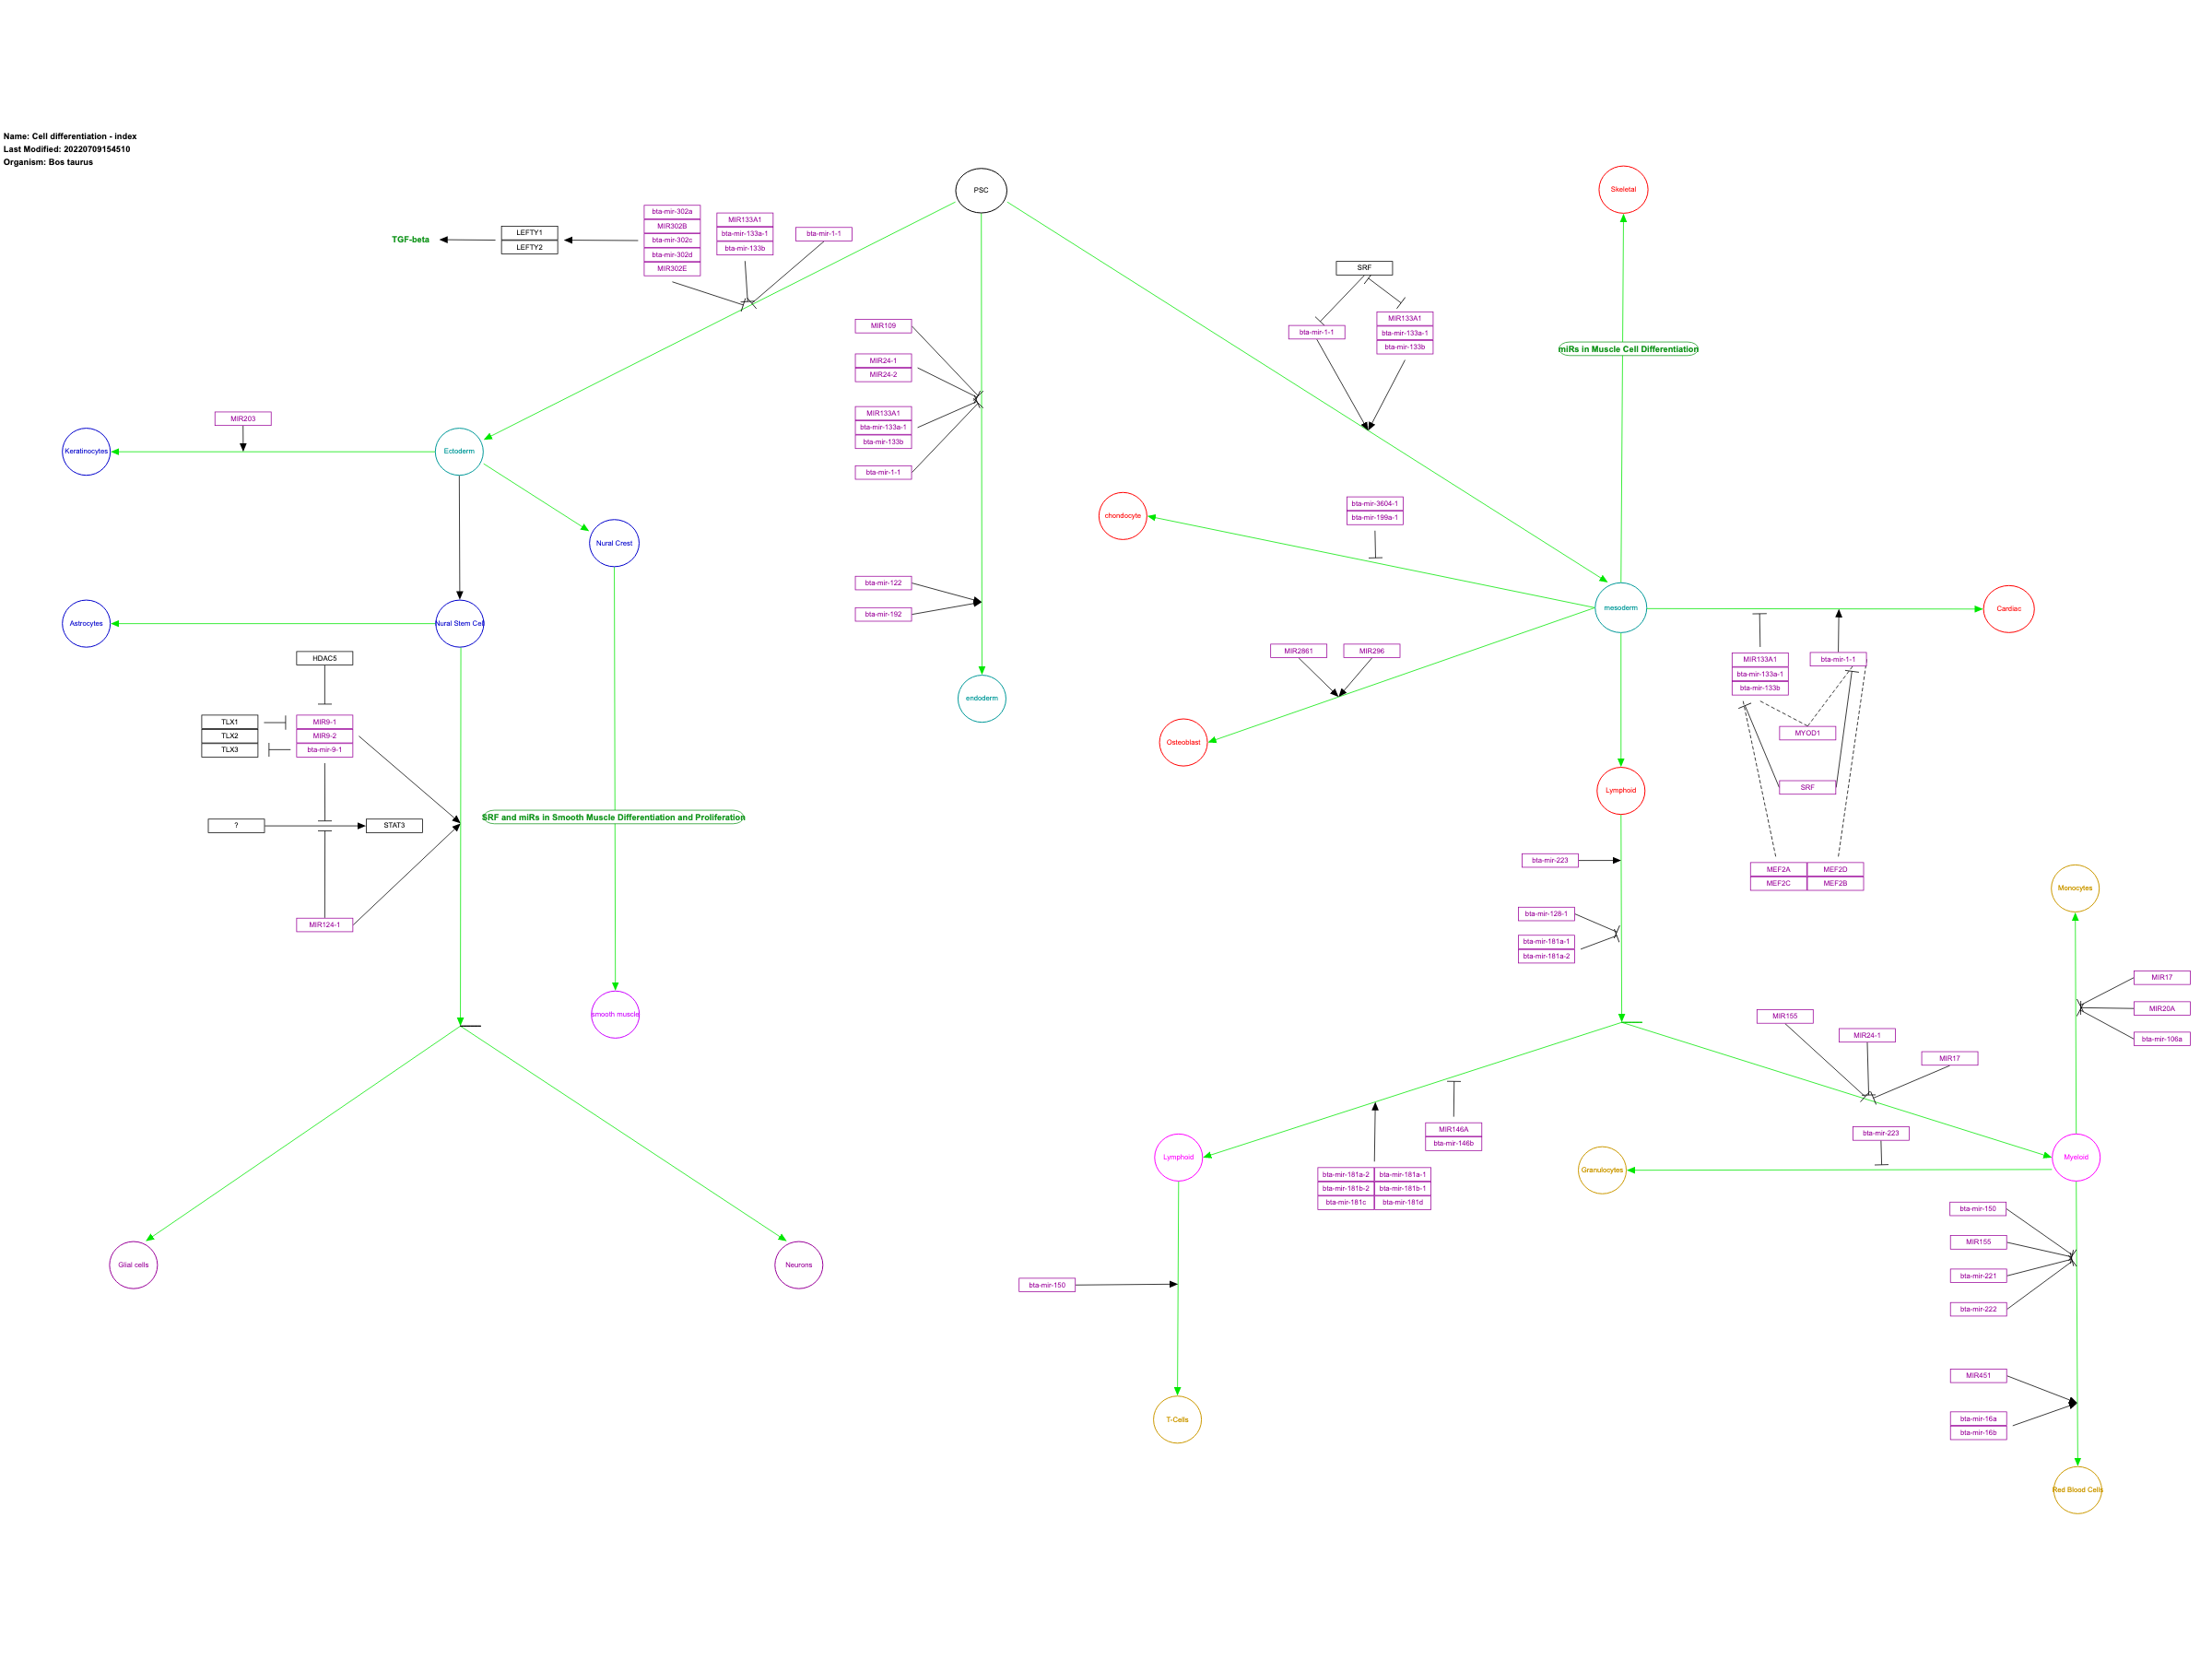 Name: Cell differentiation - index
Last Modified: 20220709154510
Organism: Bos taurus
PSC
Skeletal
TGF-beta
LEFTY1
LEFTY2
bta-mir-302a
MIR302B
bta-mir-302c
bta-mir-302d
MIR302E
MIR133A1
bta-mir-133a-1
bta-mir-133b
bta-mir-1-1
SRF
bta-mir-1-1
MIR133A1
bta-mir-133a-1
bta-mir-133b
miRs in Muscle Cell Differentiation
MIR109
MIR24-1
MIR24-2
MIR133A1
bta-mir-133a-1
bta-mir-133b
bta-mir-1-1
MIR203
Keratinocytes
Ectoderm
Nural Crest
chondocyte
bta-mir-3604-1
bta-mir-199a-1
bta-mir-122
bta-mir-192
mesoderm
Cardiac
Astrocytes
Nural Stem Cell
HDAC5
MIR2861
MIR296
MIR133A1
bta-mir-133a-1
bta-mir-133b
bta-mir-1-1
endoderm
TLX1
TLX2
TLX3
MIR9-1
MIR9-2
bta-mir-9-1
MYOD1
Osteoblast
SRF
Lymphoid
SRF and miRs in Smooth Muscle Differentiation and Proliferation
?
STAT3
bta-mir-223
MEF2A
MEF2D
MEF2C
MEF2B
Monocytes
MIR124-1
bta-mir-128-1
bta-mir-181a-1
bta-mir-181a-2
MIR17
MIR20A
bta-mir-106a
smooth muscle
MIR155
MIR24-1
MIR17
MIR146A
bta-mir-146b
bta-mir-223
Lymphoid
Granulocytes
Myeloid
bta-mir-181a-2
bta-mir-181a-1
bta-mir-181b-2
bta-mir-181b-1
bta-mir-181c
bta-mir-181d
bta-mir-150
MIR155
bta-mir-221
bta-mir-222
Glial cells
Neurons
bta-mir-150
MIR451
bta-mir-16a
bta-mir-16b
T-Cells
Red Blood Cells